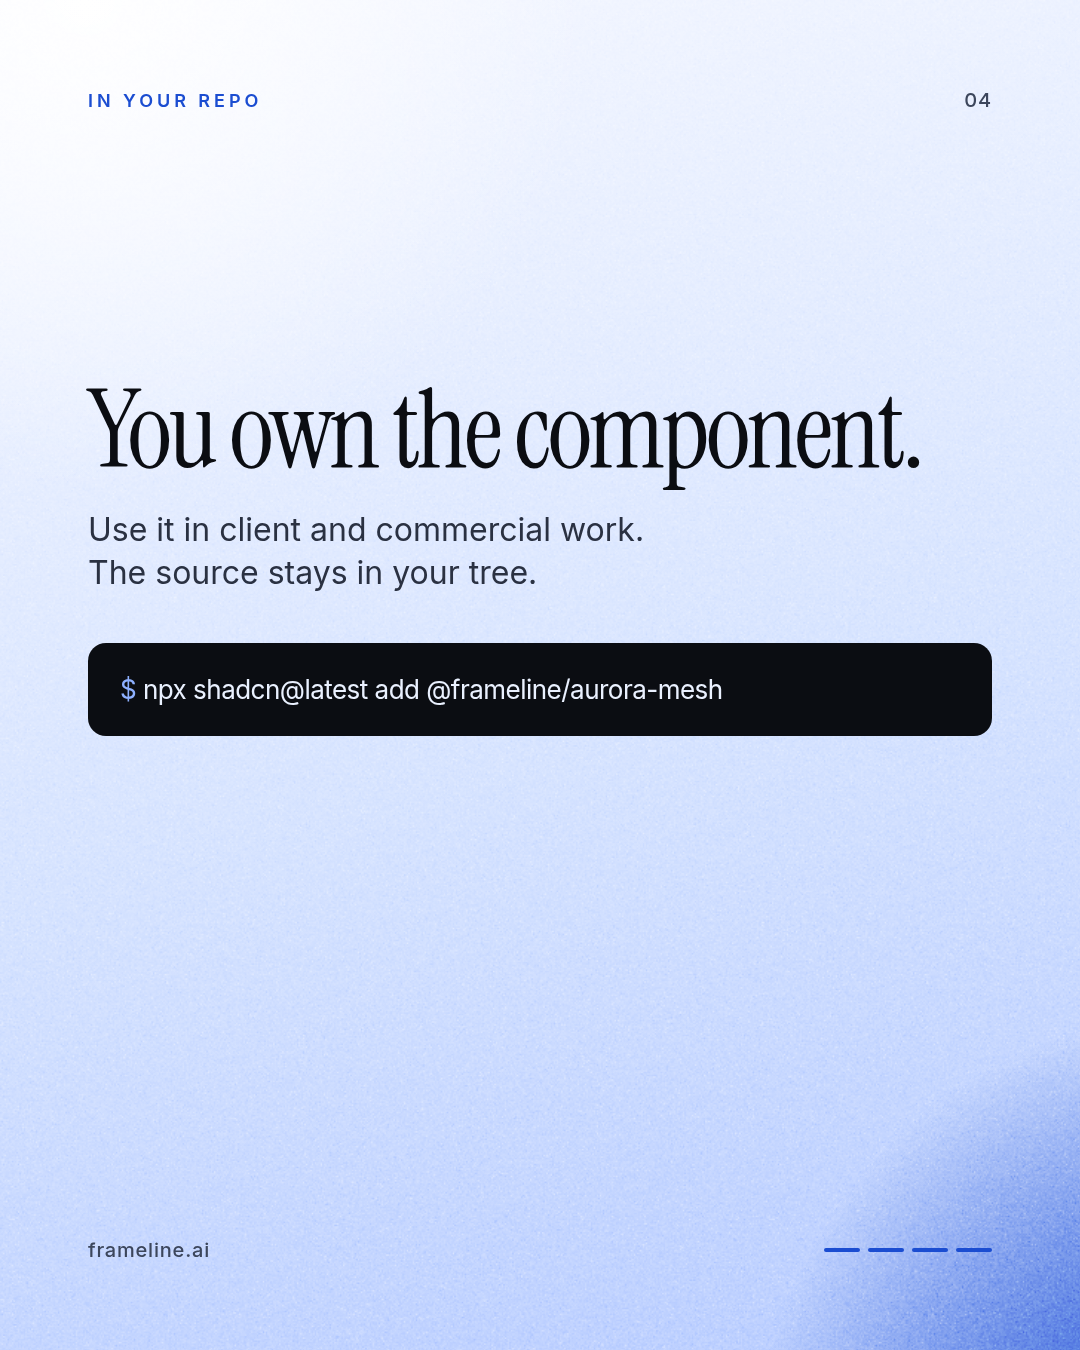 IN YOUR REPO
04
You own the component.
Use it in client and commercial work.
The source stays in your tree.
$ npx shadcn@latest add @frameline/aurora-mesh
frameline.ai